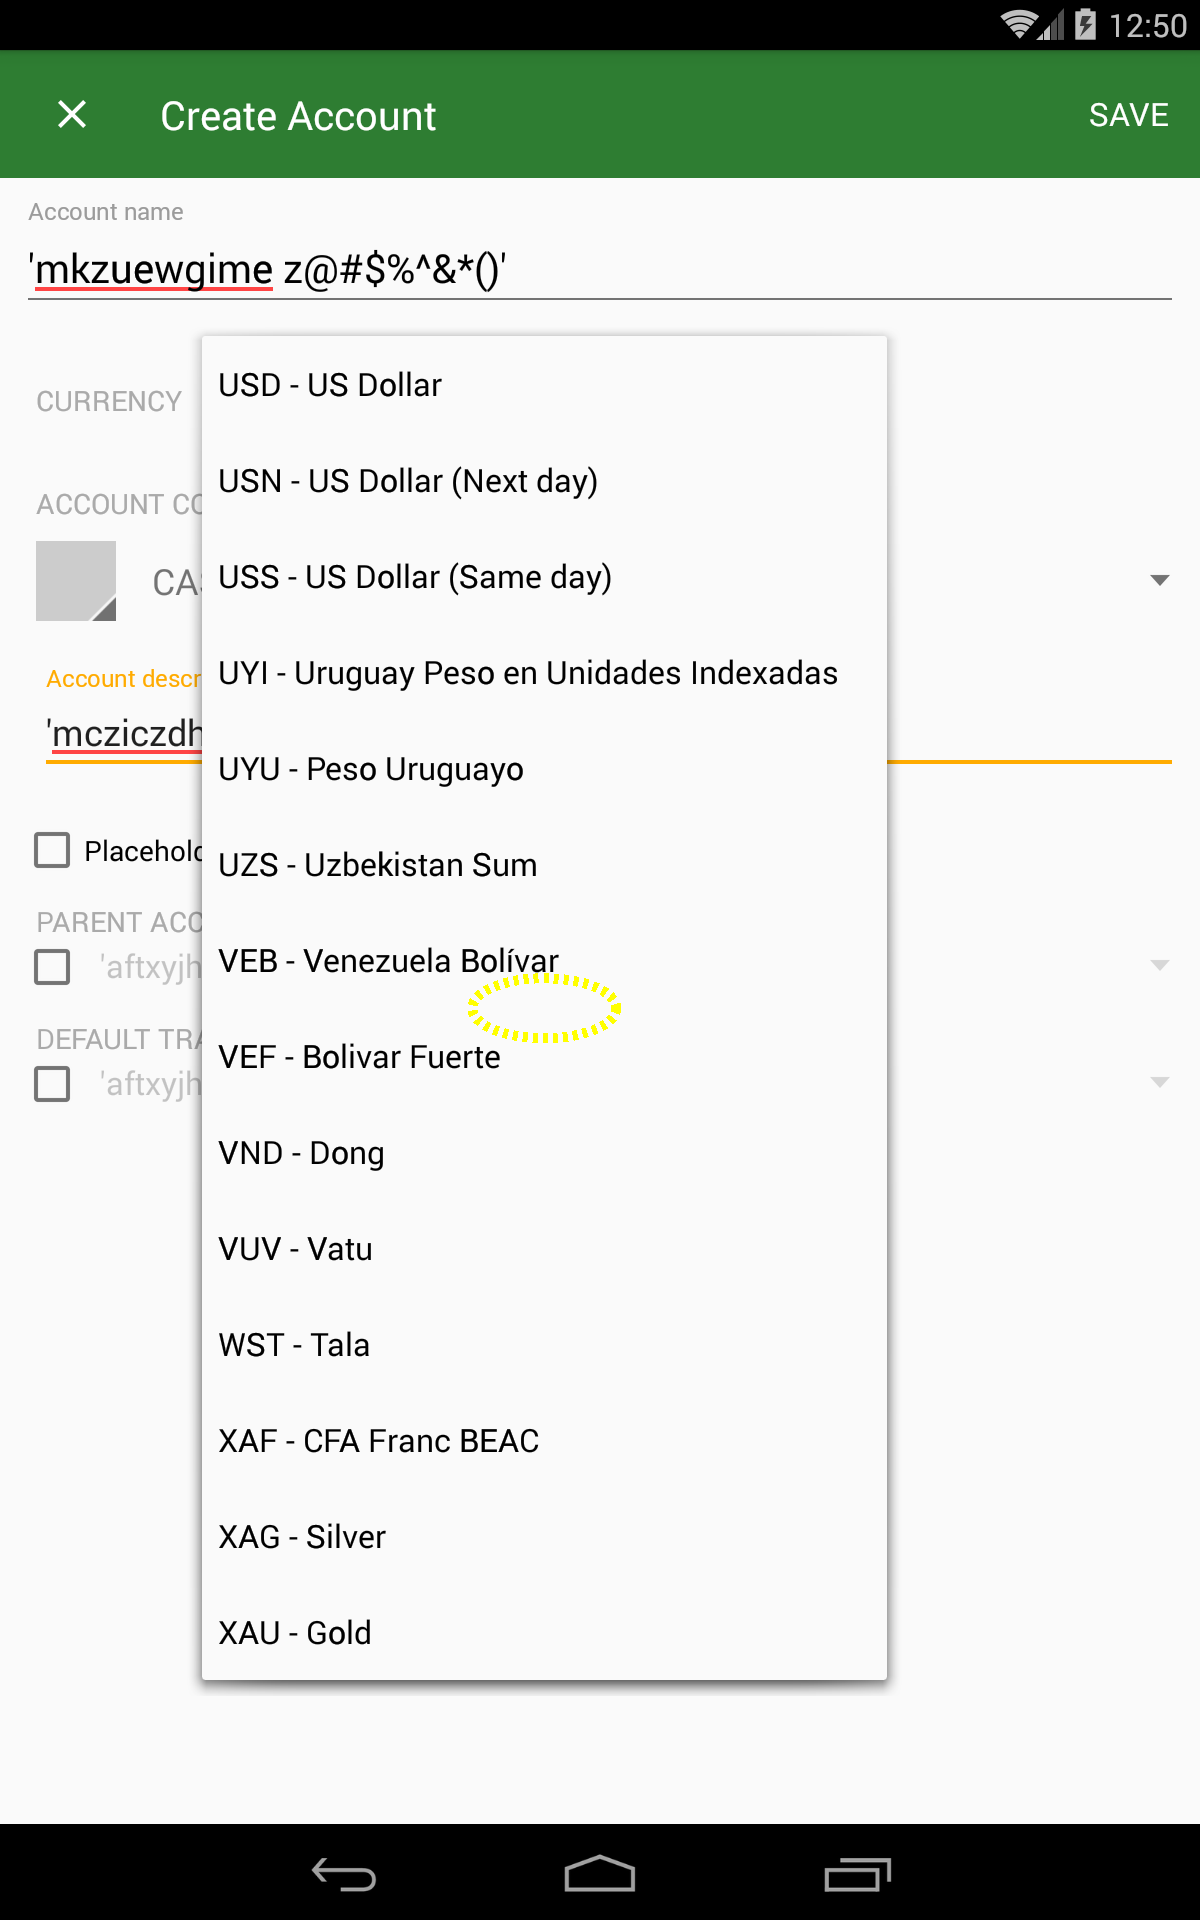 12:50
Create Account
SAVE
Account name
'mkzuewgime z@#$%^&*()'
CURRENCY
USD - US Dollar
USN - US Dollar (Next day)
ACCOUNT CO
USS - US Dollar (Same day)
CAS
UYI - Uruguay Peso en Unidades Indexadas
Account descr
'mcziczdh
UYU - Peso Uruguayo
Placehold
UZS - Uzbekistan Sum
PARENT ACC
'aftxyjh
VEB - Venezuela Bolívar
DEFAULT TRA
VEF - Bolivar Fuerte
'aftxyjh
VND - Dong
VUV - Vatu
WST - Tala
XAF - CFA Franc BEAC
XAG - Silver
XAU - Gold